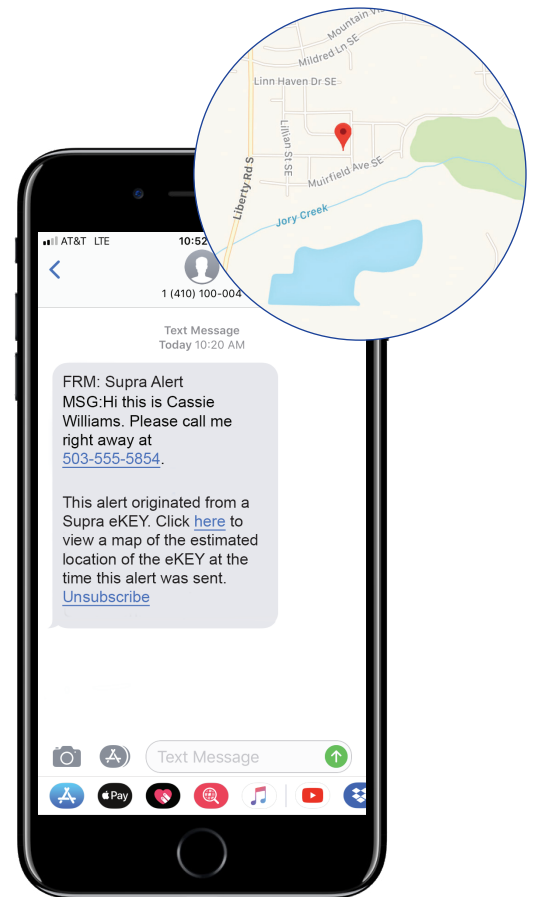 Mountain
Mildred Ln SE
Linn Haven Dr SE
Lillian St SE
Muirfield Ave SE
Liberty Rd S
Jory Creek
AT&T LTE
10:52
1 (410) 100-004
Text Message
Today 10:20 AM
FRM: Supra Alert
MSG:Hi this is Cassie
Williams. Please call me
right away at
503-555-5854.
This alert originated from a
Supra eKEY. Click here to
view a map of the estimated
location of the eKEY at the
time this alert was sent.
Unsubscribe
Text Message
Pay